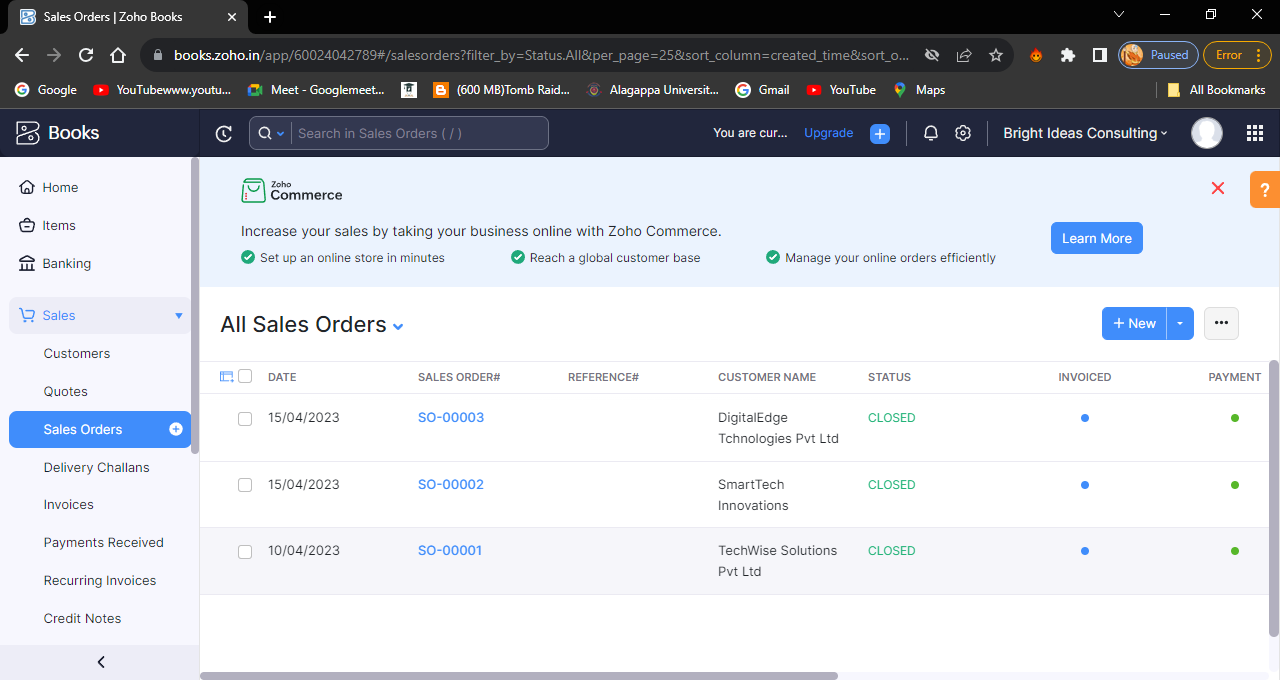 Sales Orders | Zoho Books
books.zoho.in/app/60024042789#/salesorders?filter_by=Status.All&per_page=25&sort_column=created_time&sort_o...
Paused
Error
Google
YouTubewww.youtu...
Meet - Googlemeet...
(600 MB)Tomb Raid...
Alagappa Universit...
Gmail
YouTube
Maps
All Bookmarks
Books
Search in Sales Orders ( / )
You are cur...
Upgrade
Bright Ideas Consulting
Home
Items
Banking
Sales
Customers
Quotes
Sales Orders
Delivery Challans
Invoices
Payments Received
Recurring Invoices
Credit Notes
Zoho
Commerce
Increase your sales by taking your business online with Zoho Commerce.
Set up an online store in minutes
Reach a global customer base
Manage your online orders efficiently
Learn More
?
All Sales Orders
+ New
DATE SALES ORDER# REFERENCE# CUSTOMER NAME STATUS INVOICED PAYMENT
15/04/2023 SO-00003 DigitalEdge CLOSED
Tchnologies Pvt Ltd
15/04/2023 SO-00002 SmartTech CLOSED
Innovations
10/04/2023 SO-00001 TechWise Solutions CLOSED
Pvt Ltd